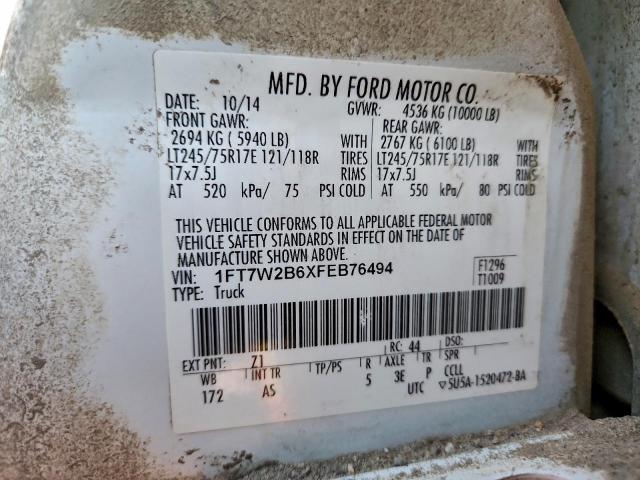 MFD. BY FORD MOTOR CO.
DATE: 10/14 GVWR: 4536 KG (10000 LB)
FRONT GAWR: REAR GAWR:
2694 KG ( 5940 LB) WITH 2767 KG ( 6100 LB) WITH
LT245/75R17E 121/118R TIRES LT245/75R17E 121/118R TIRES
17x7.5J RIMS 17x7.5J RIMS
AT 520 kPa/ 75 PSI COLD AT 550 kPa/ 80 PSI COLD
THIS VEHICLE CONFORMS TO ALL APPLICABLE FEDERAL MOTOR
VEHICLE SAFETY STANDARDS IN EFFECT ON THE DATE OF
MANUFACTURE SHOWN ABOVE.
VIN: 1FT7W2B6XFEB76494 F1296
TYPE: Truck T1009
EXT PNT: Z1 RC: 44 DSO:
WB INT TR TP/PS R AXLE TR SPR
172 AS 5 3E P CCLL
UTC ▽5U5A-1520472-BA